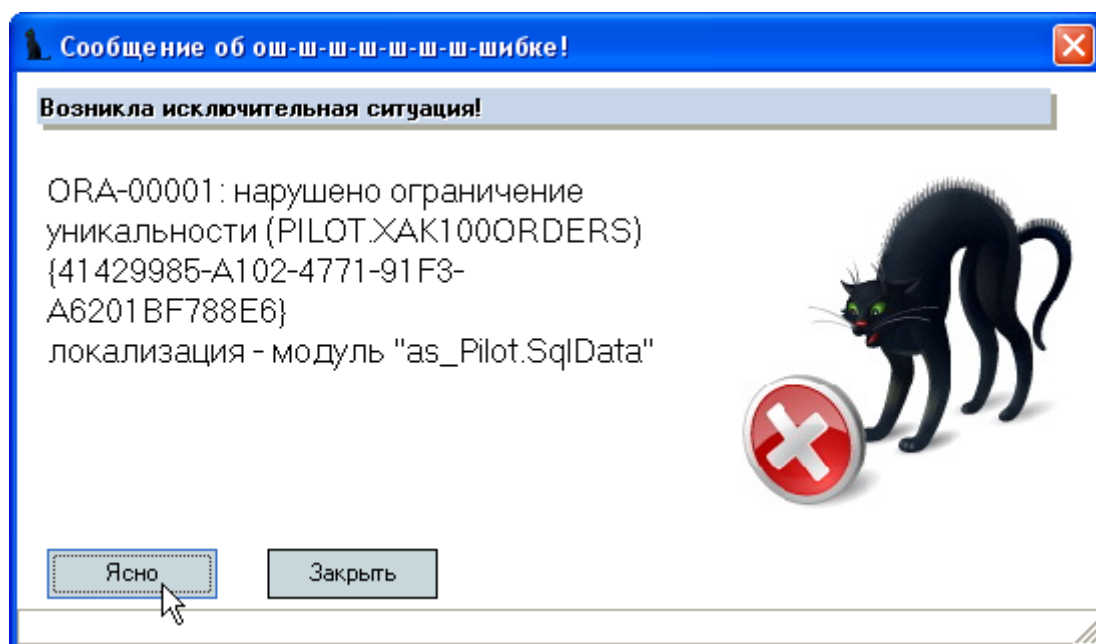 Сообщение об ош-ш-ш-ш-ш-ш-шибке!
Возникла исключительная ситуация!
ORA-00001: нарушено ограничение
уникальности (PILOT.XAK100ORDERS)
{41429985-A102-4771-91F3-
A6201BF788E6}
локализация - модуль "as_Pilot.SqlData"
Ясно
Закрыть